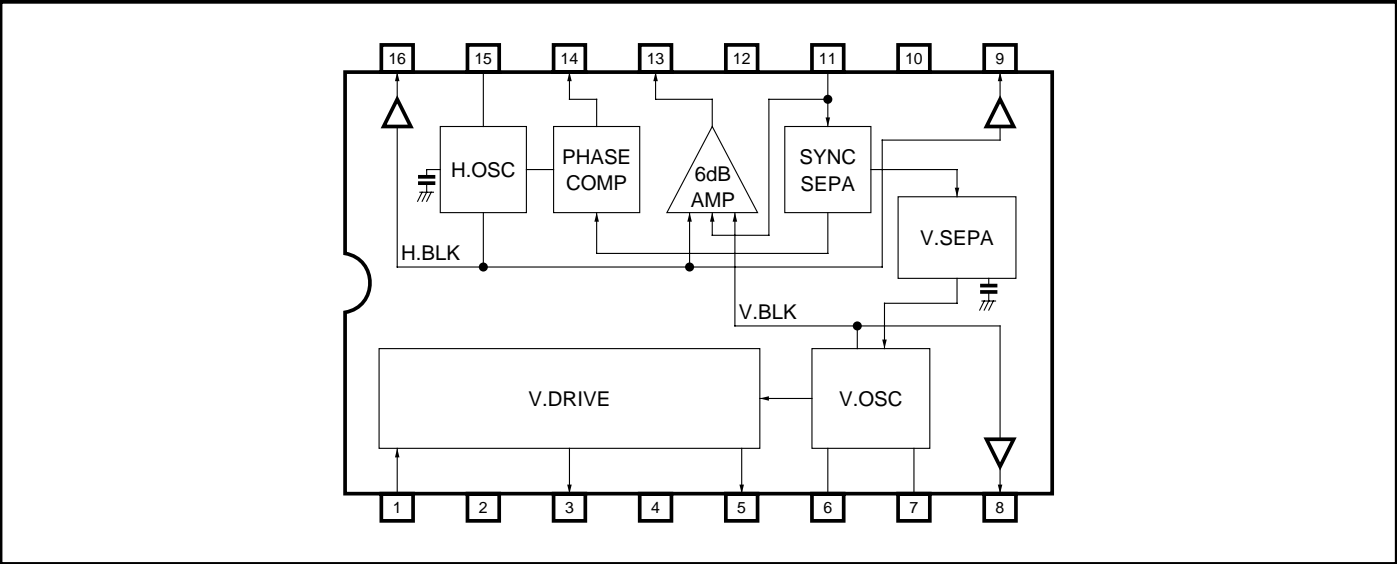 16 15 14 13 12 11 10 9
H.OSC
PHASE
COMP
6dB
AMP
SYNC
SEPA
V.SEPA
H.BLK
V.BLK
V.DRIVE
V.OSC
1 2 3 4 5 6 7 8